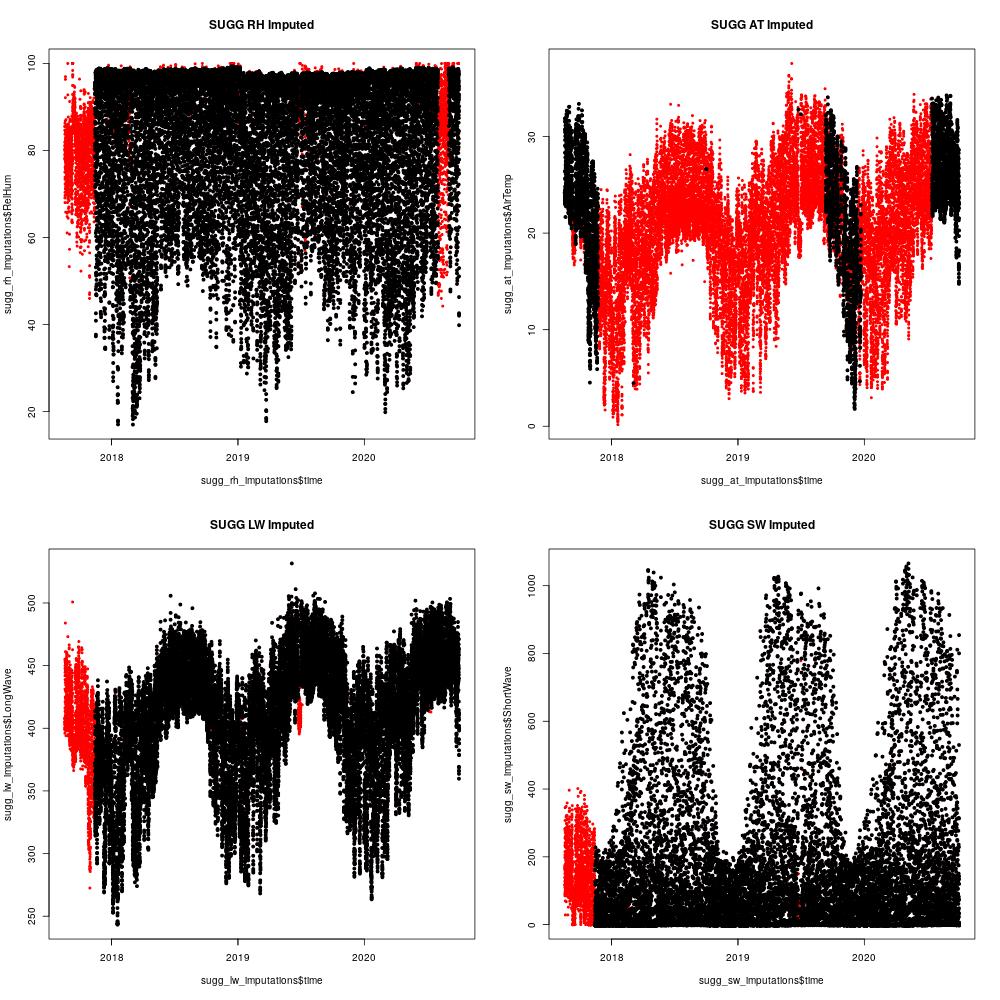 SUGG RH Imputed
sugg_rh_imputations$RelHum
20
40
60
80
100
2018
2019
2020
sugg_rh_imputations$time
SUGG AT Imputed
sugg_at_imputations$AirTemp
0
10
20
30
2018
2019
2020
sugg_at_imputations$time
SUGG LW Imputed
sugg_lw_imputations$LongWave
250
300
350
400
450
500
2018
2019
2020
sugg_lw_imputations$time
SUGG SW Imputed
sugg_sw_imputations$ShortWave
0
200
400
600
800
1000
2018
2019
2020
sugg_sw_imputations$time